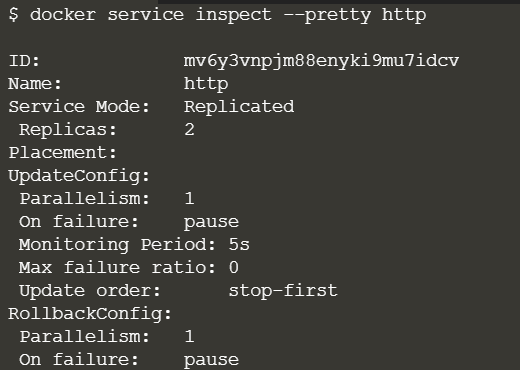 $ docker service inspect --pretty http
ID: mv6y3vnpjm88enyki9mu7idcv
Name: http
Service Mode: Replicated
Replicas: 2
Placement:
UpdateConfig:
Parallelism: 1
On failure: pause
Monitoring Period: 5s
Max failure ratio: 0
Update order: stop-first
RollbackConfig:
Parallelism: 1
On failure: pause